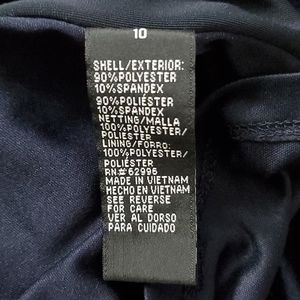 10
SHELL/EXTERIOR:
90%POLYESTER
10%SPANDEX
90%POLIÉSTER
10%SPANDEX
NETTING/MALLA
100%POLYESTER/
POLIÉSTER
LINING/FORRO:
100%POLYESTER/
POLIÉSTER
RN#62996
MADE IN VIETNAM
HECHO EN VIETNAM
SEE REVERSE
FOR CARE
VER AL DORSO
PARA CUIDADO